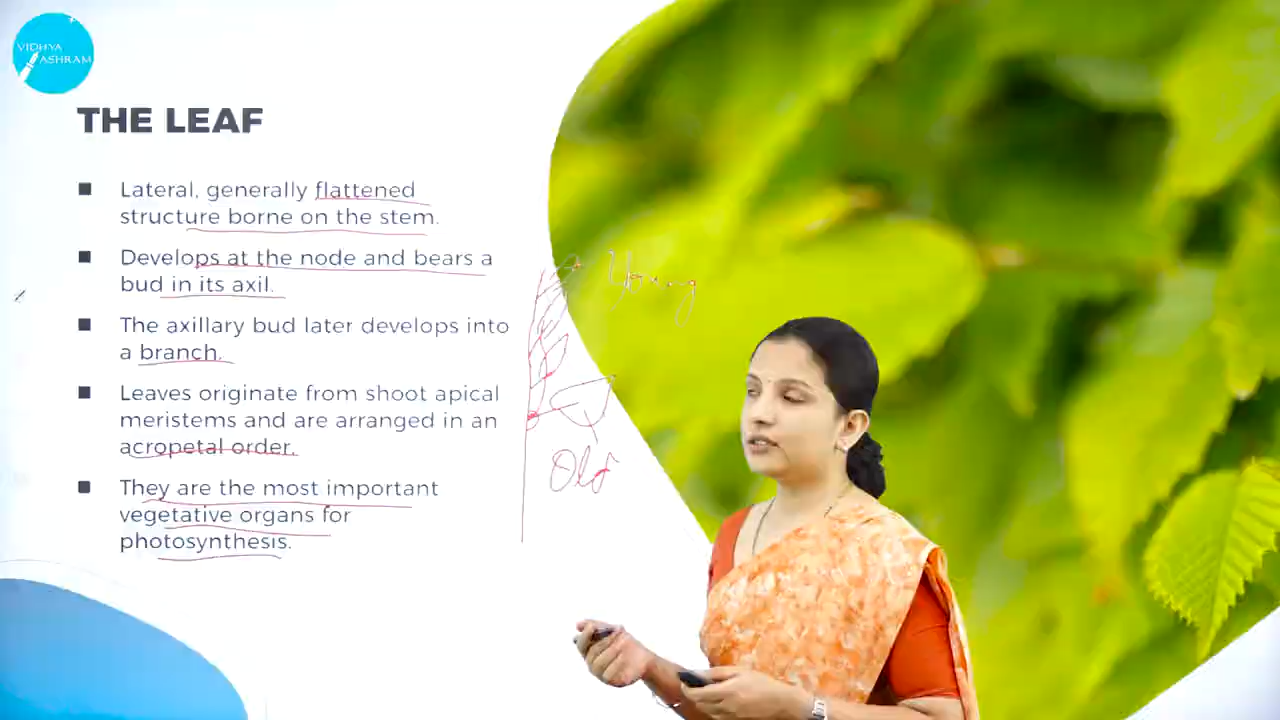 VIDHYA
ASHRAM
THE LEAF
Lateral, generally flattened
structure borne on the stem.
Develops at the node and bears a
bud in its axil.
The axillary bud later develops into
a branch.
Leaves originate from shoot apical
meristems and are arranged in an
acropetal order.
They are the most important
vegetative organs for
photosynthesis.
Young
Old